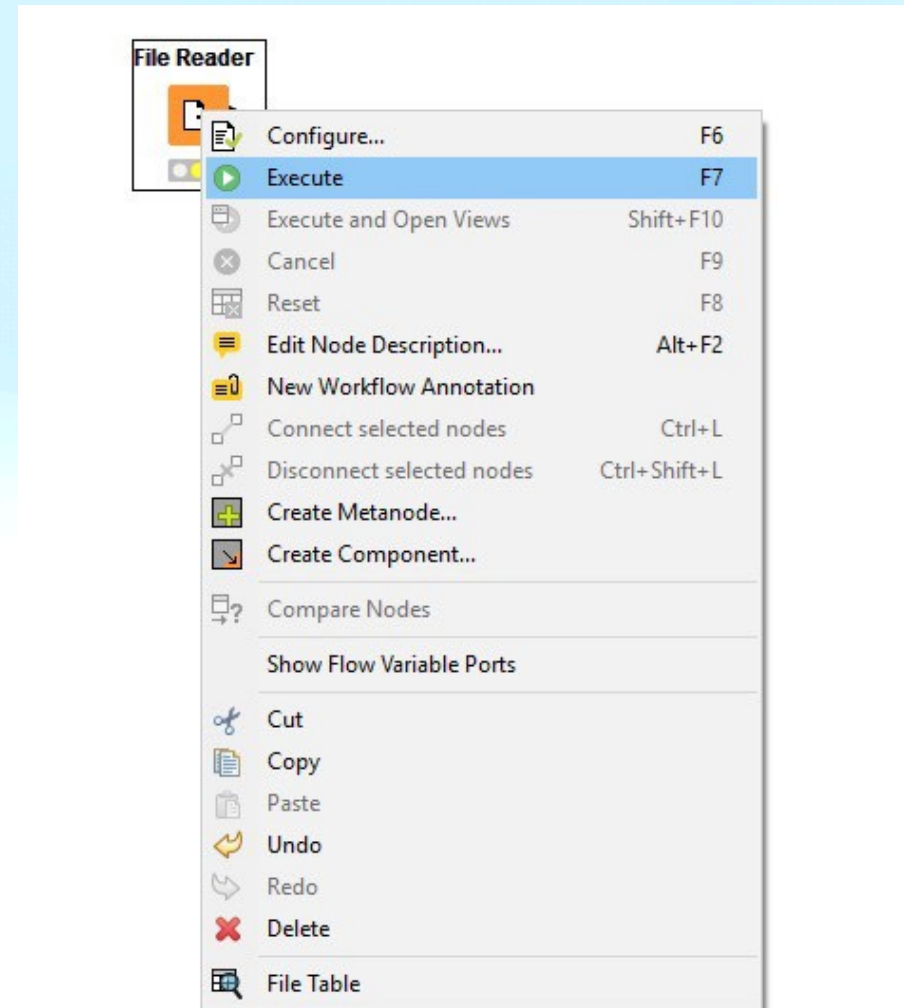 File Reader
Configure... F6
Execute F7
Execute and Open Views Shift+F10
Cancel F9
Reset F8
Edit Node Description... Alt+F2
New Workflow Annotation
Connect selected nodes Ctrl+L
Disconnect selected nodes Ctrl+Shift+L
Create Metanode...
Create Component...
Compare Nodes
Show Flow Variable Ports
Cut
Copy
Paste
Undo
Redo
Delete
File Table